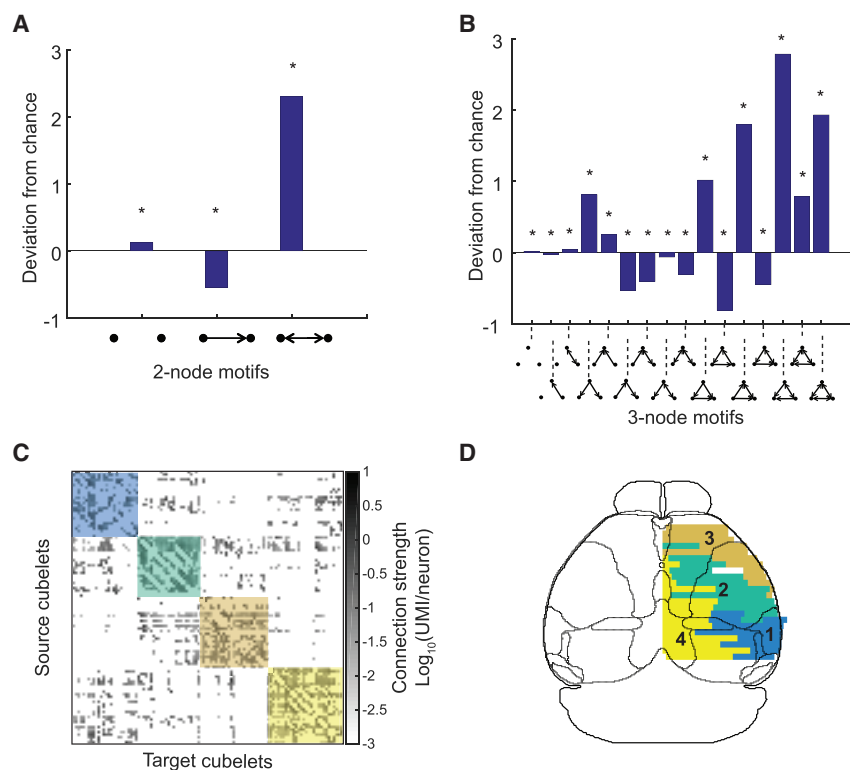 A
3
2
1
0
-1
Deviation from chance
*
*
*
2-node motifs
B
3
2
1
0
-1
Deviation from chance
* * * * * * * * * * * * * * * *
3-node motifs
C
Source cubelets
Target cubelets
1
0.5
0
-0.5
-1
-1.5
-2
-2.5
-3
Connection strength
Log10(UMI/neuron)
D
3
2
1
4